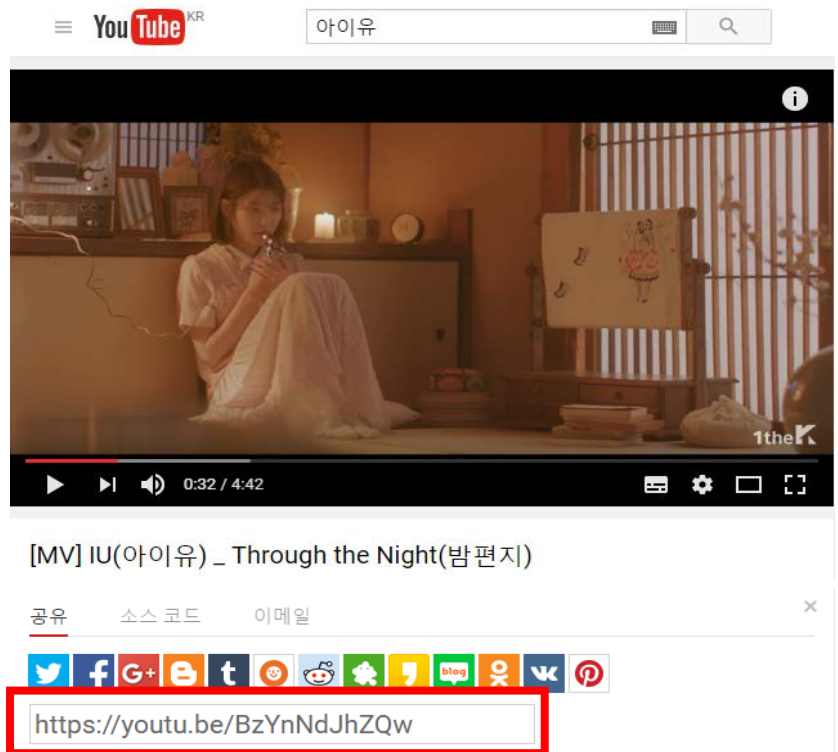 YouTube KR
아이유
1theK
0:32 / 4:42
[MV] IU(아이유) _ Through the Night(밤편지)
공유 소스 코드 이메일
G+ t blog
https://youtu.be/BzYnNdJhZQw